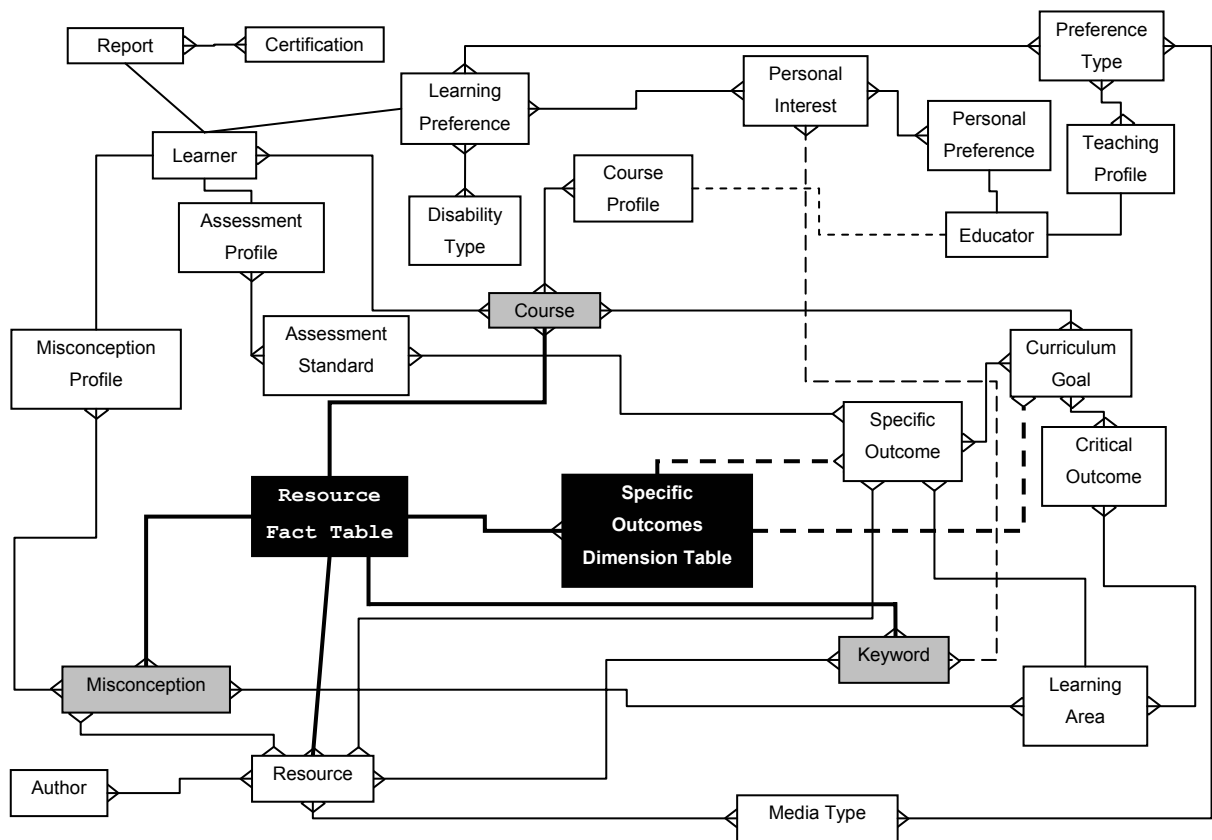 Report
Certification
Preference
Type
Learning
Preference
Personal
Interest
Personal
Preference
Teaching
Profile
Learner
Course
Profile
Disability
Type
Assessment
Profile
Educator
Course
Misconception
Profile
Assessment
Standard
Curriculum
Goal
Specific
Outcome
Critical
Outcome
Resource
Fact Table
Specific
Outcomes
Dimension Table
Keyword
Misconception
Learning
Area
Author
Resource
Media Type